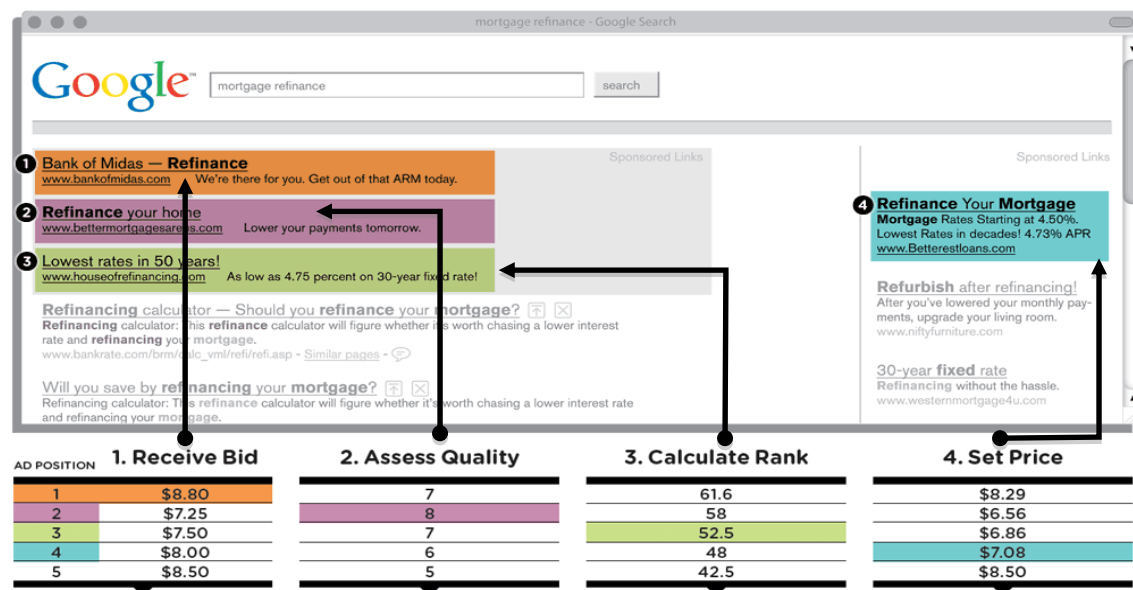 mortgage refinance - Google Search
Google™
mortgage refinance
search
Sponsored Links
Sponsored Links
1 Bank of Midas — Refinance
www.bankofmidas.com We're there for you. Get out of that ARM today.
2 Refinance your home
www.bettermortgagesareus.com Lower your payments tomorrow.
3 Lowest rates in 50 years!
www.houseofrefinancing.com As low as 4.75 percent on 30-year fixed rate!
Refinancing calculator — Should you refinance your mortgage?
Refinancing calculator: This refinance calculator will figure whether it's worth chasing a lower interest
rate and refinancing your mortgage.
www.bankrate.com/brm/calc_vml/refi/refi.asp - Similar pages -
Will you save by refinancing your mortgage?
Refinancing calculator: This refinance calculator will figure whether it's worth chasing a lower interest rate
and refinancing your mortgage.
4 Refinance Your Mortgage
Mortgage Rates Starting at 4.50%.
Lowest Rates in decades! 4.73% APR
www.Betterestloans.com
Refurbish after refinancing!
After you've lowered your monthly pay-
ments, upgrade your living room.
www.niftyfurniture.com
30-year fixed rate
Refinancing without the hassle.
www.westernmortgage4u.com
AD POSITION 1. Receive Bid 2. Assess Quality 3. Calculate Rank 4. Set Price
1 $8.80 7 61.6 $8.29
2 $7.25 8 58 $6.56
3 $7.50 7 52.5 $6.86
4 $8.00 6 48 $7.08
5 $8.50 5 42.5 $8.50